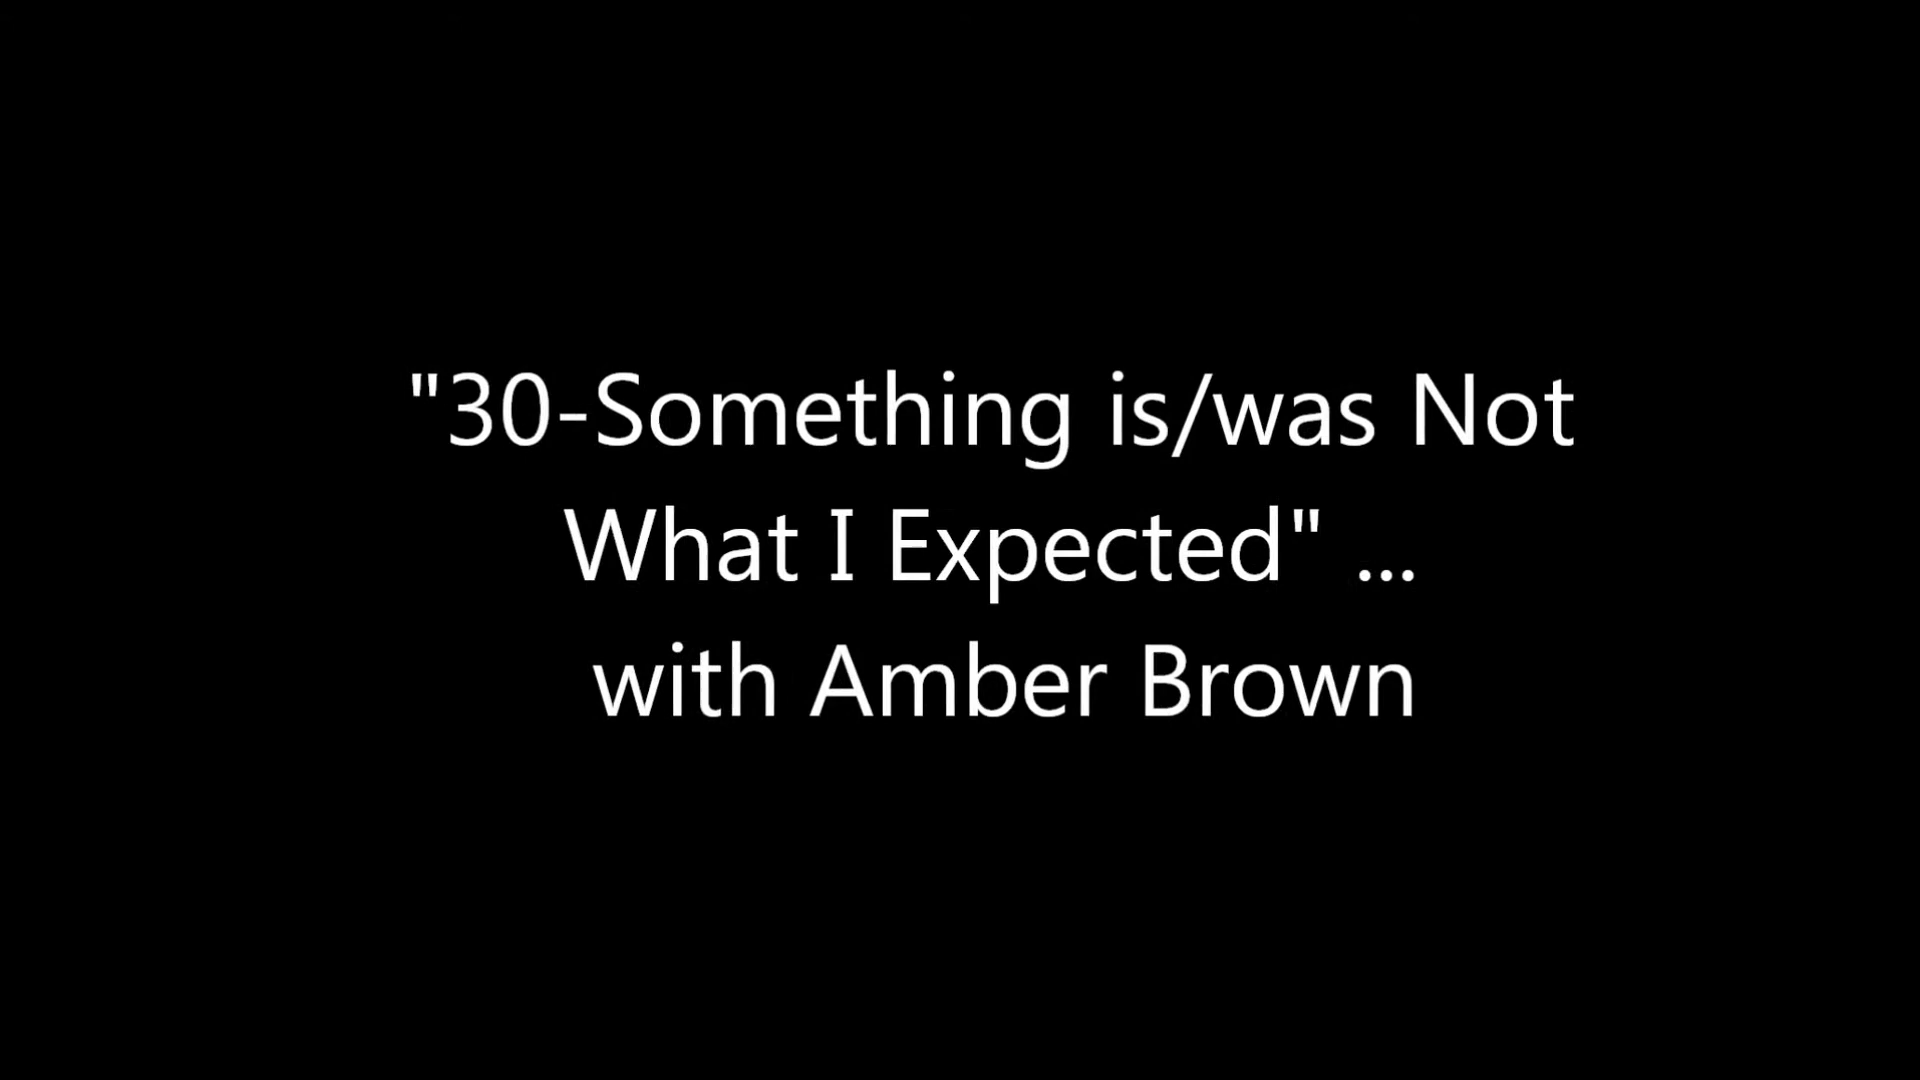 "30-Something is/was Not
What I Expected" ...
with Amber Brown